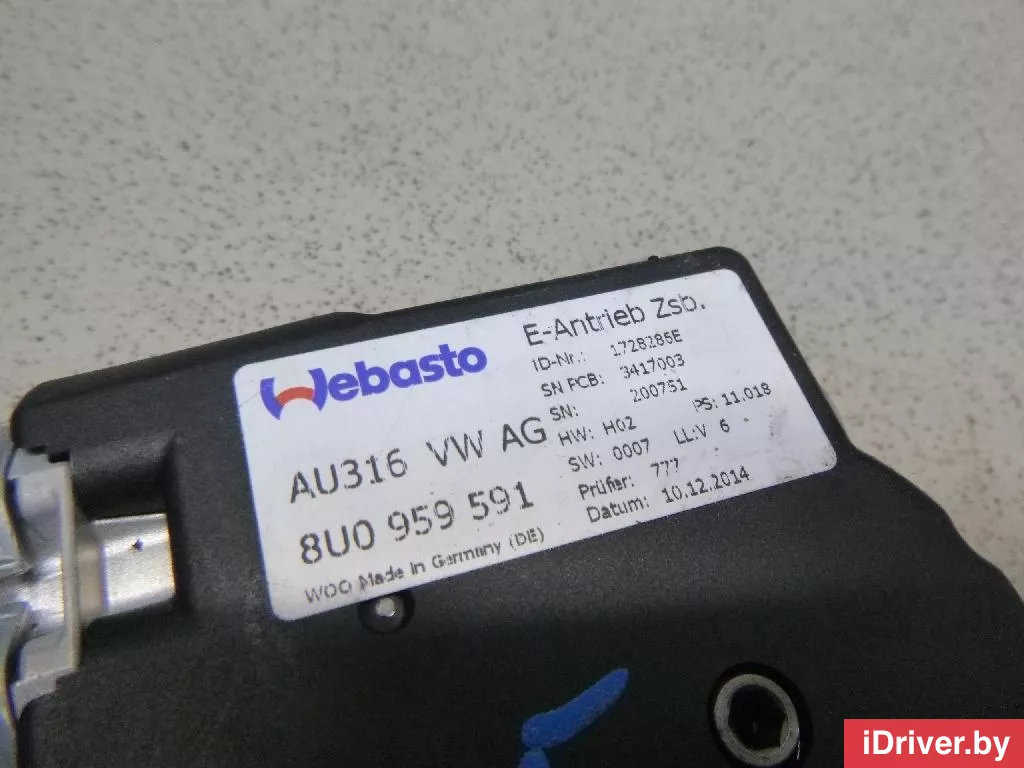 Webasto
AU316 VW AG
8U0 959 591
WOO Made in Germany (DE)
E-Antrieb Zsb.
ID-Nr.: 1728286E
SN PCB: 3417003
SN: 200751
HW: H02 PS: 11.018
SW: 0007 LL:V 6
Prüfer: 777
Datum: 10.12.2014
iDriver.by